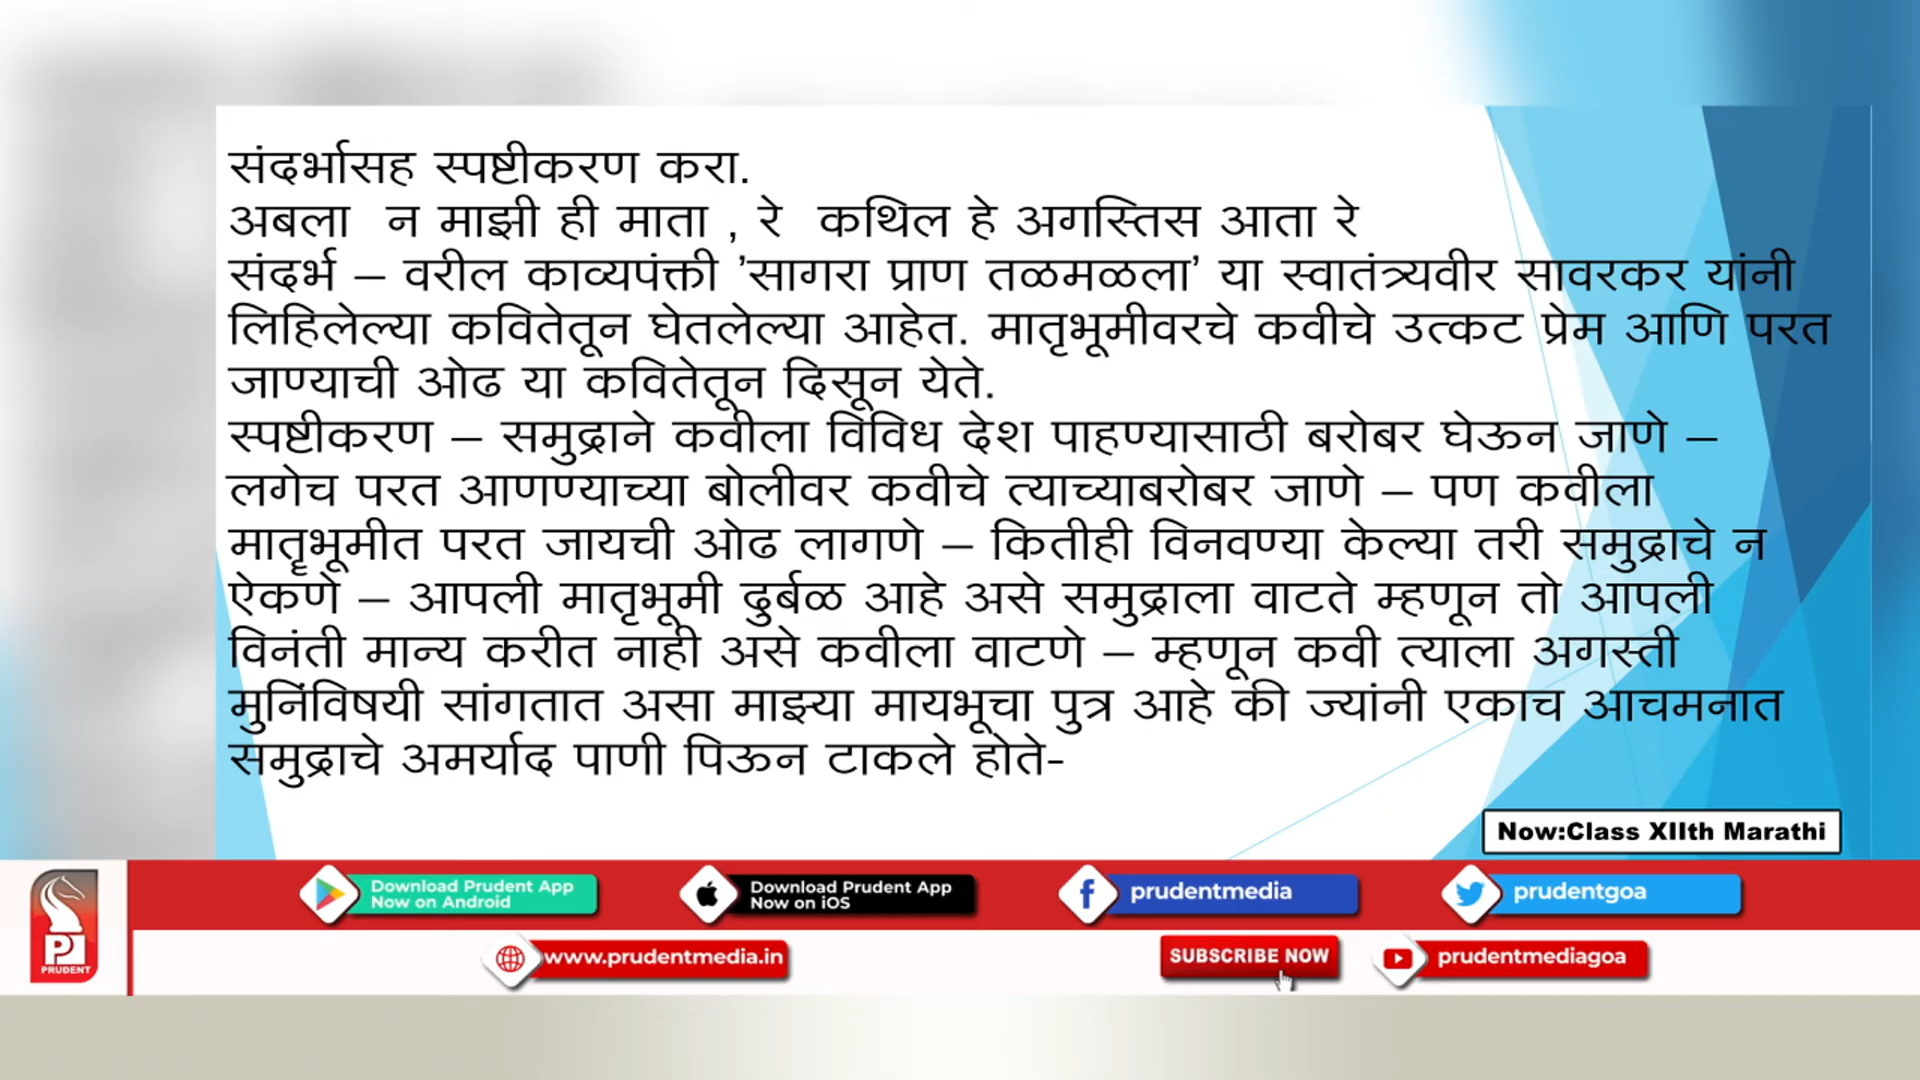 संदर्भासह स्पष्टीकरण करा.
अबला न माझी ही माता , रे कथिल हे अगस्तिस आता रे
संदर्भ – वरील काव्यपंक्ती ’सागरा प्राण तळमळला’ या स्वातंत्र्यवीर सावरकर यांनी
लिहिलेल्या कवितेतून घेतलेल्या आहेत. मातृभूमीवरचे कवीचे उत्कट प्रेम आणि परत
जाण्याची ओढ या कवितेतून दिसून येते.
स्पष्टीकरण – समुद्राने कवीला विविध देश पाहण्यासाठी बरोबर घेऊन जाणे –
लगेच परत आणण्याच्या बोलीवर कवीचे त्याच्याबरोबर जाणे – पण कवीला
मातृभूमीत परत जायची ओढ लागणे – कितीही विनवण्या केल्या तरी समुद्राचे न
ऐकणे – आपली मातृभूमी दुर्बळ आहे असे समुद्राला वाटते म्हणून तो आपली
विनंती मान्य करीत नाही असे कवीला वाटणे – म्हणून कवी त्याला अगस्ती
मुनिंविषयी सांगतात असा माझ्या मायभूचा पुत्र आहे की ज्यांनी एकाच आचमनात
समुद्राचे अमर्याद पाणी पिऊन टाकले होते-
Now:Class XIIth Marathi
Download Prudent App
Now on Android
Download Prudent App
Now on iOS
prudentmedia
prudentgoa
PRUDENT
www.prudentmedia.in
SUBSCRIBE NOW
prudentmediagoa